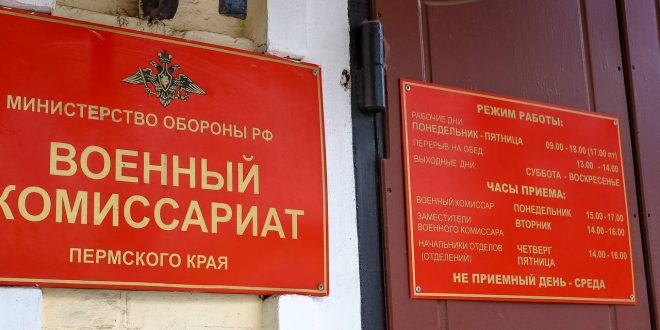 МИНИСТЕРСТВО ОБОРОНЫ РФ
ВОЕННЫЙ
КОМИССАРИАТ
ПЕРМСКОГО КРАЯ
РЕЖИМ РАБОТЫ:
РАБОЧИЕ ДНИ
ПОНЕДЕЛЬНИК - ПЯТНИЦА 09.00 - 18.00 (17.00 пт)
ПЕРЕРЫВ НА ОБЕД: 13.00 - 14.00
ВЫХОДНЫЕ ДНИ: СУББОТА - ВОСКРЕСЕНЬЕ
ЧАСЫ ПРИЕМА:
ВОЕННЫЙ КОМИССАР ПОНЕДЕЛЬНИК 15.00-17.00
ЗАМЕСТИТЕЛИ ВТОРНИК 14.00-16.00
ВОЕННОГО КОМИССАРА
НАЧАЛЬНИКИ ОТДЕЛОВ ЧЕТВЕРГ 14.00-16.00
(ОТДЕЛЕНИЙ) ПЯТНИЦА
НЕ ПРИЕМНЫЙ ДЕНЬ - СРЕДА